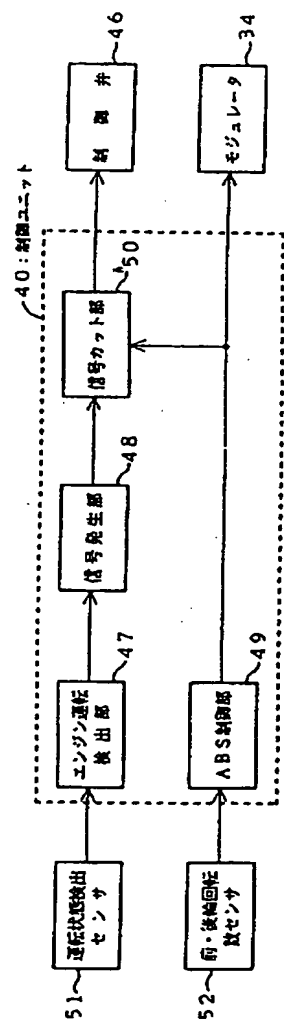 40:制御ユニット
51
運転状態検出
センサ
エンジン運転
検出部
47
信号発生部
48
信号カット部
50
制御弁
46
52
前・後輪回転
数センサ
ABS制御部
49
モジュレータ
34